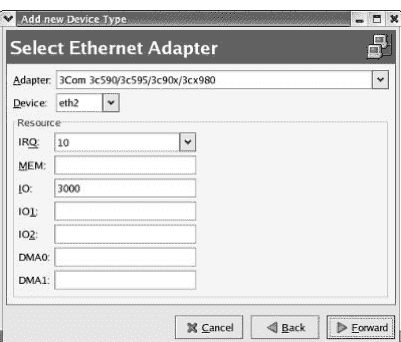 Add new Device Type
Select Ethernet Adapter
Adapter: 3Com 3c590/3c595/3c90x/3cx980
Device: eth2
Resource
IRQ: 10
MEM:
IO: 3000
IO1:
IO2:
DMA0:
DMA1:
Cancel Back Forward